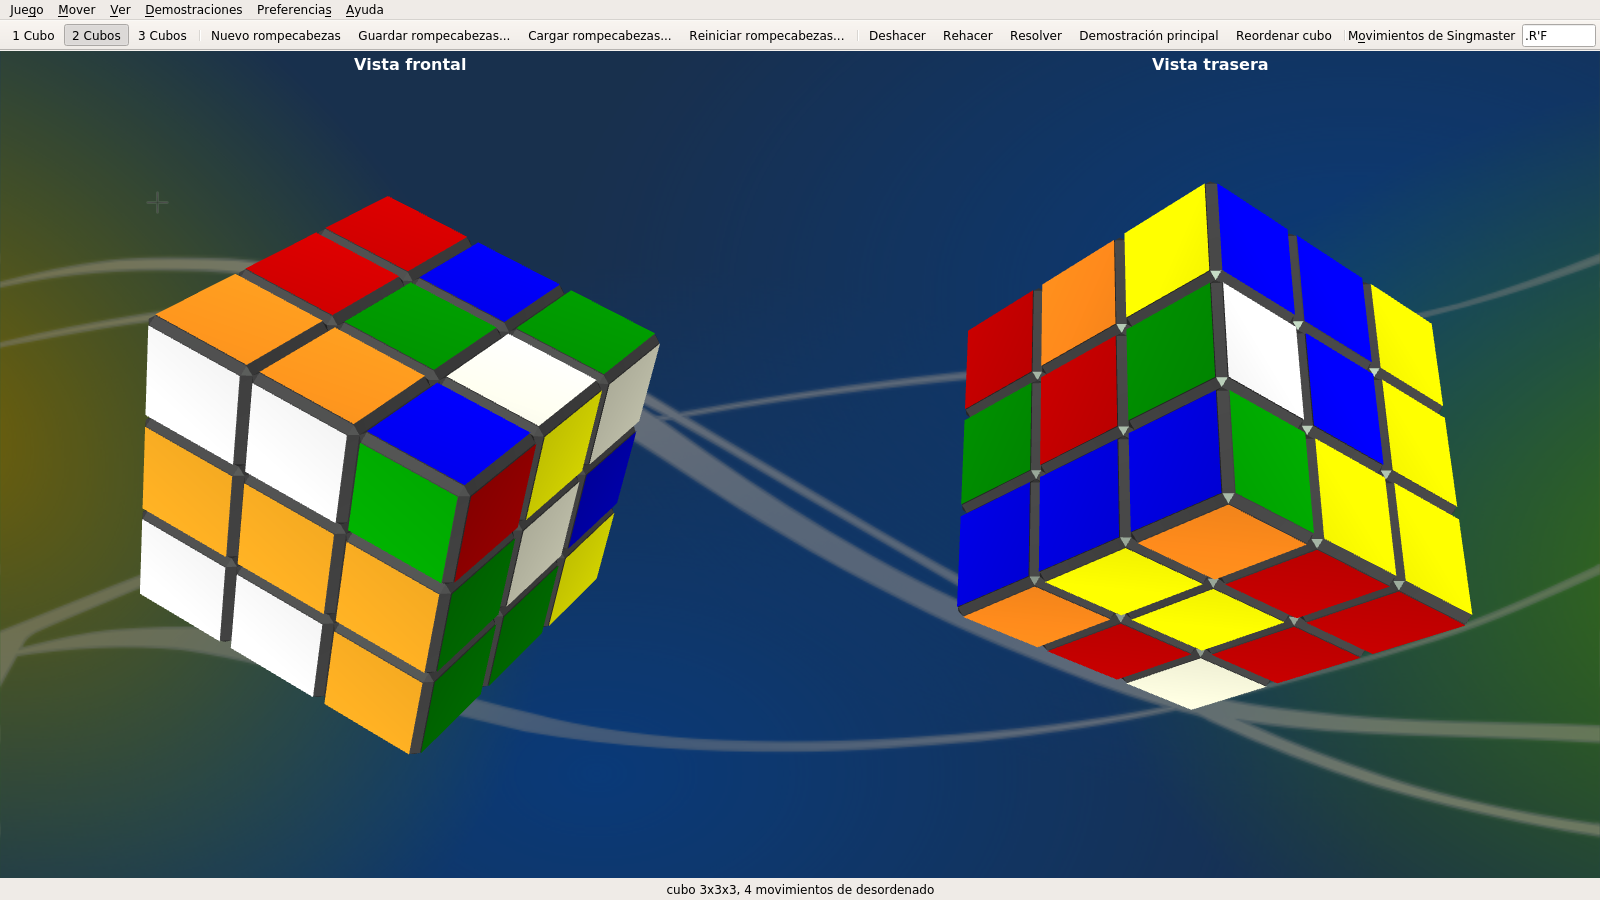 Juego Mover Ver Demostraciones Preferencias Ayuda
1 Cubo 2 Cubos 3 Cubos Nuevo rompecabezas Guardar rompecabezas... Cargar rompecabezas... Reiniciar rompecabezas... Deshacer Rehacer Resolver Demostración principal Reordenar cubo Movimientos de Singmaster .R'F
Vista frontal Vista trasera
cubo 3x3x3, 4 movimientos de desordenado